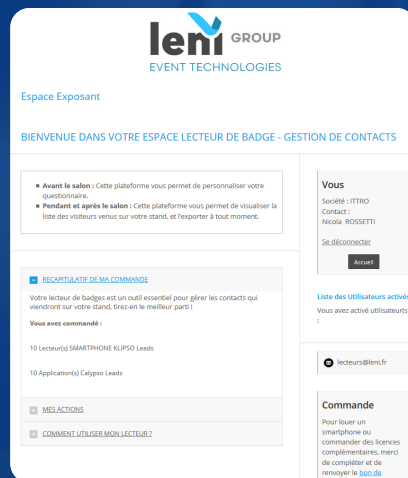 leni GROUP
EVENT TECHNOLOGIES
Espace Exposant
BIENVENUE DANS VOTRE ESPACE LECTEUR DE BADGE - GESTION DE CONTACTS
Avant le salon : Cette plateforme vous permet de personnaliser votre
questionnaire.
Pendant et après le salon : Cette plateforme vous permet de visualiser la
liste des visiteurs venus sur votre stand, et l'exporter à tout moment.
RECAPITULATIF DE MA COMMANDE
Votre lecteur de badges est un outil essentiel pour gérer les contacts qui
viendront sur votre stand, tirez-en le meilleur parti !
Vous avez commandé :
10 Lecteur(s) SMARTPHONE KLIPSO Leads
10 Application(s) Calypso Leads
MES ACTIONS
COMMENT UTILISER MON LECTEUR ?
Vous
Société : ITTRO
Contact :
Nicola ROSSETTI
Se déconnecter
Accueil
Liste des Utilisateurs activés
Vous avez activé utilisateur(s)
:
lecteurs@leni.fr
Commande
Pour louer un
smartphone ou
commander des licences
complémentaires, merci
de compléter et de
renvoyer le bon de